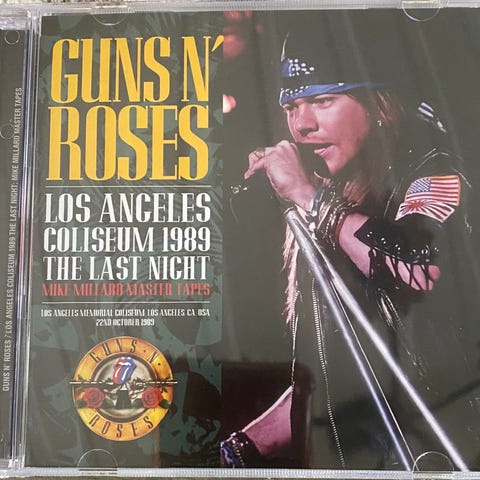 GUNS N'
ROSES
LOS ANGELES
COLISEUM 1989
THE LAST NIGHT
MIKE MILLARD MASTER TAPES
LOS ANGELES MEMORIAL COLISEUM, LOS ANGELES CA. USA
22ND OCTOBER 1989
GUNS N' ROSES
GUNS N' ROSES / LOS ANGELES COLISEUM 1989 THE LAST NIGHT: MIKE MILLARD MASTER TAPES